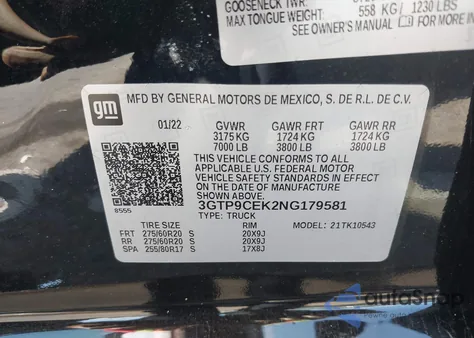 GOOSENECK TWR:
MAX TONGUE WEIGHT: 558 KG / 1230 LBS
SEE OWNER'S MANUAL FOR MORE
gm
MFD BY GENERAL MOTORS DE MEXICO, S. DE R.L. DE C.V.
01/22 GVWR GAWR FRT GAWR RR
3175 KG 1724 KG 1724 KG
7000 LB 3800 LB 3800 LB
THIS VEHICLE CONFORMS TO ALL
APPLICABLE U.S. FEDERAL MOTOR
VEHICLE SAFETY STANDARDS IN
EFFECT ON THE DATE OF
MANUFACTURE SHOWN ABOVE.
8555
3GTP9CEK2NG179581
TYPE: TRUCK MODEL: 21TK10543
TIRE SIZE RIM
FRT 275/60R20 S 20X9J
RR 275/60R20 S 20X9J
SPA 255/80R17 S 17X8J
autoSnap